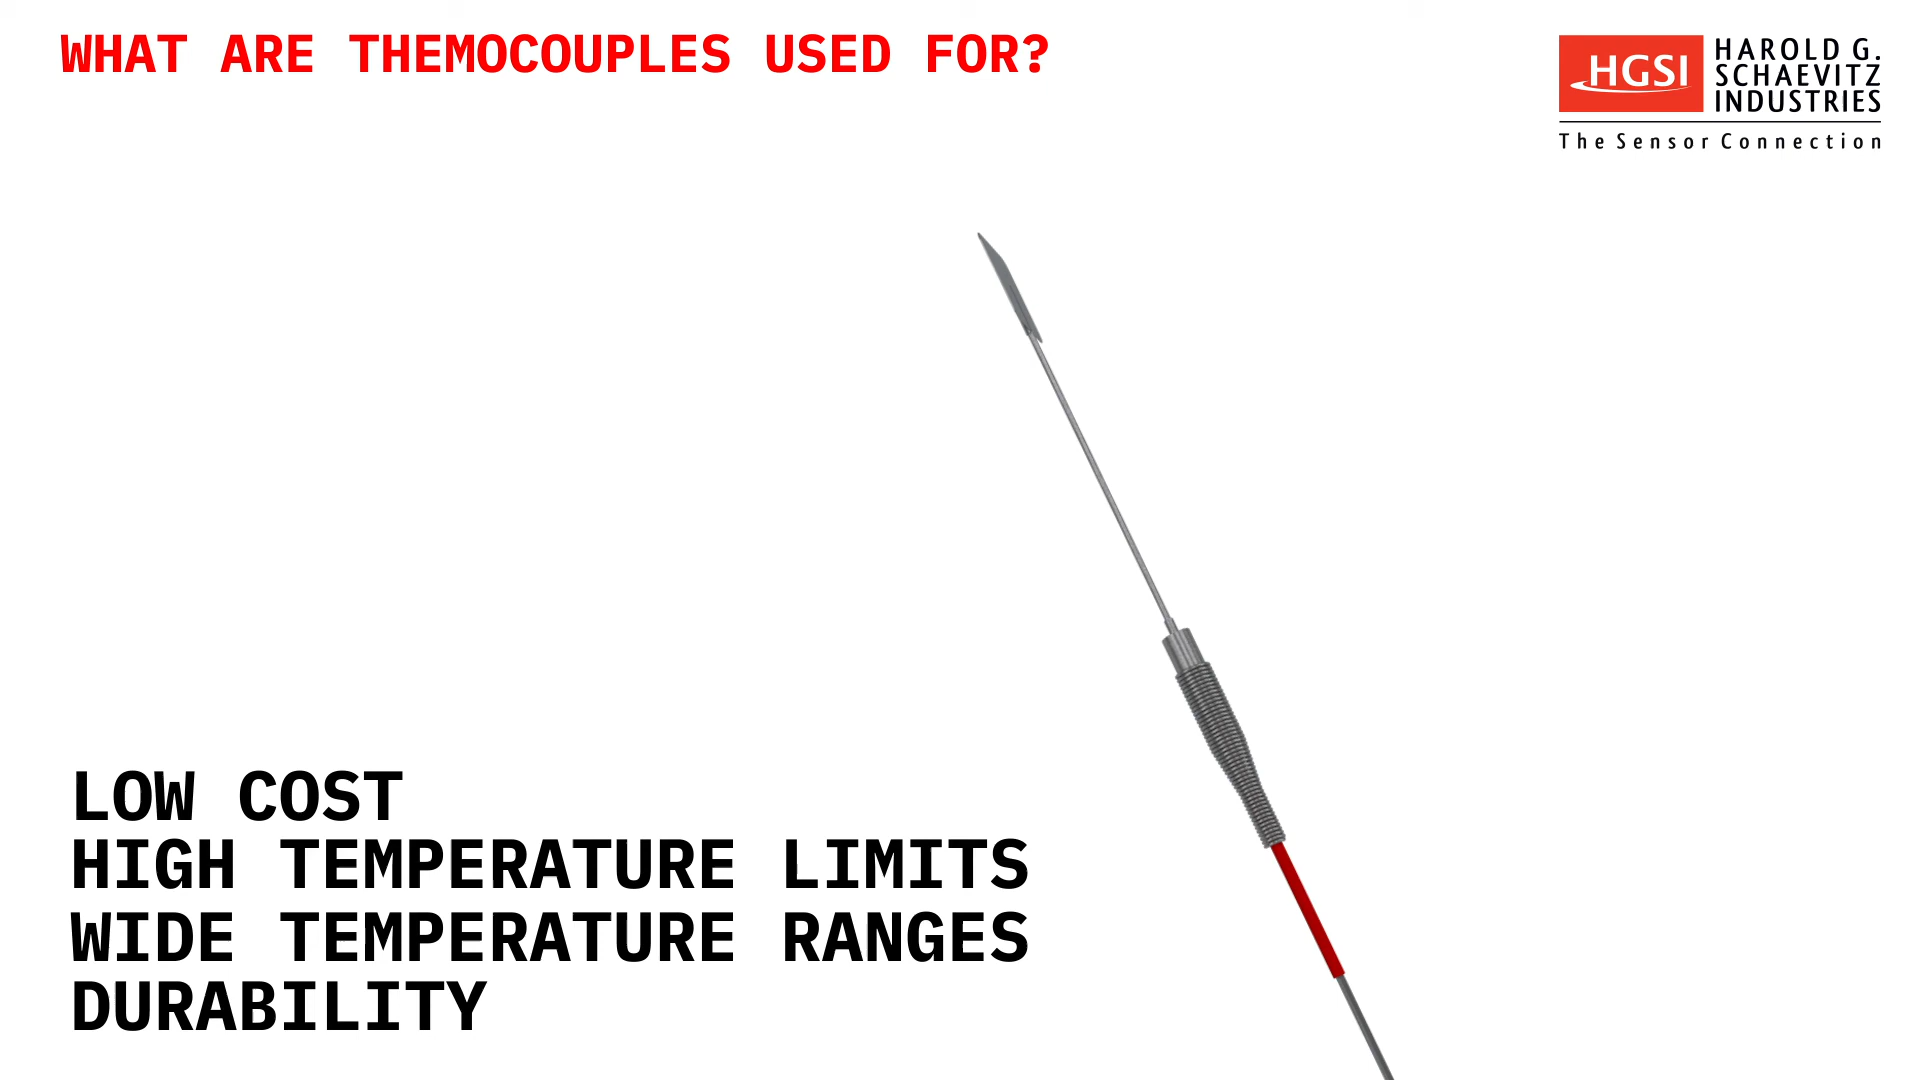 WHAT ARE THEMOCOUPLES USED FOR?
HGSI
HAROLD G.
SCHAEVITZ
INDUSTRIES
The Sensor Connection
LOW COST
HIGH TEMPERATURE LIMITS
WIDE TEMPERATURE RANGES
DURABILITY